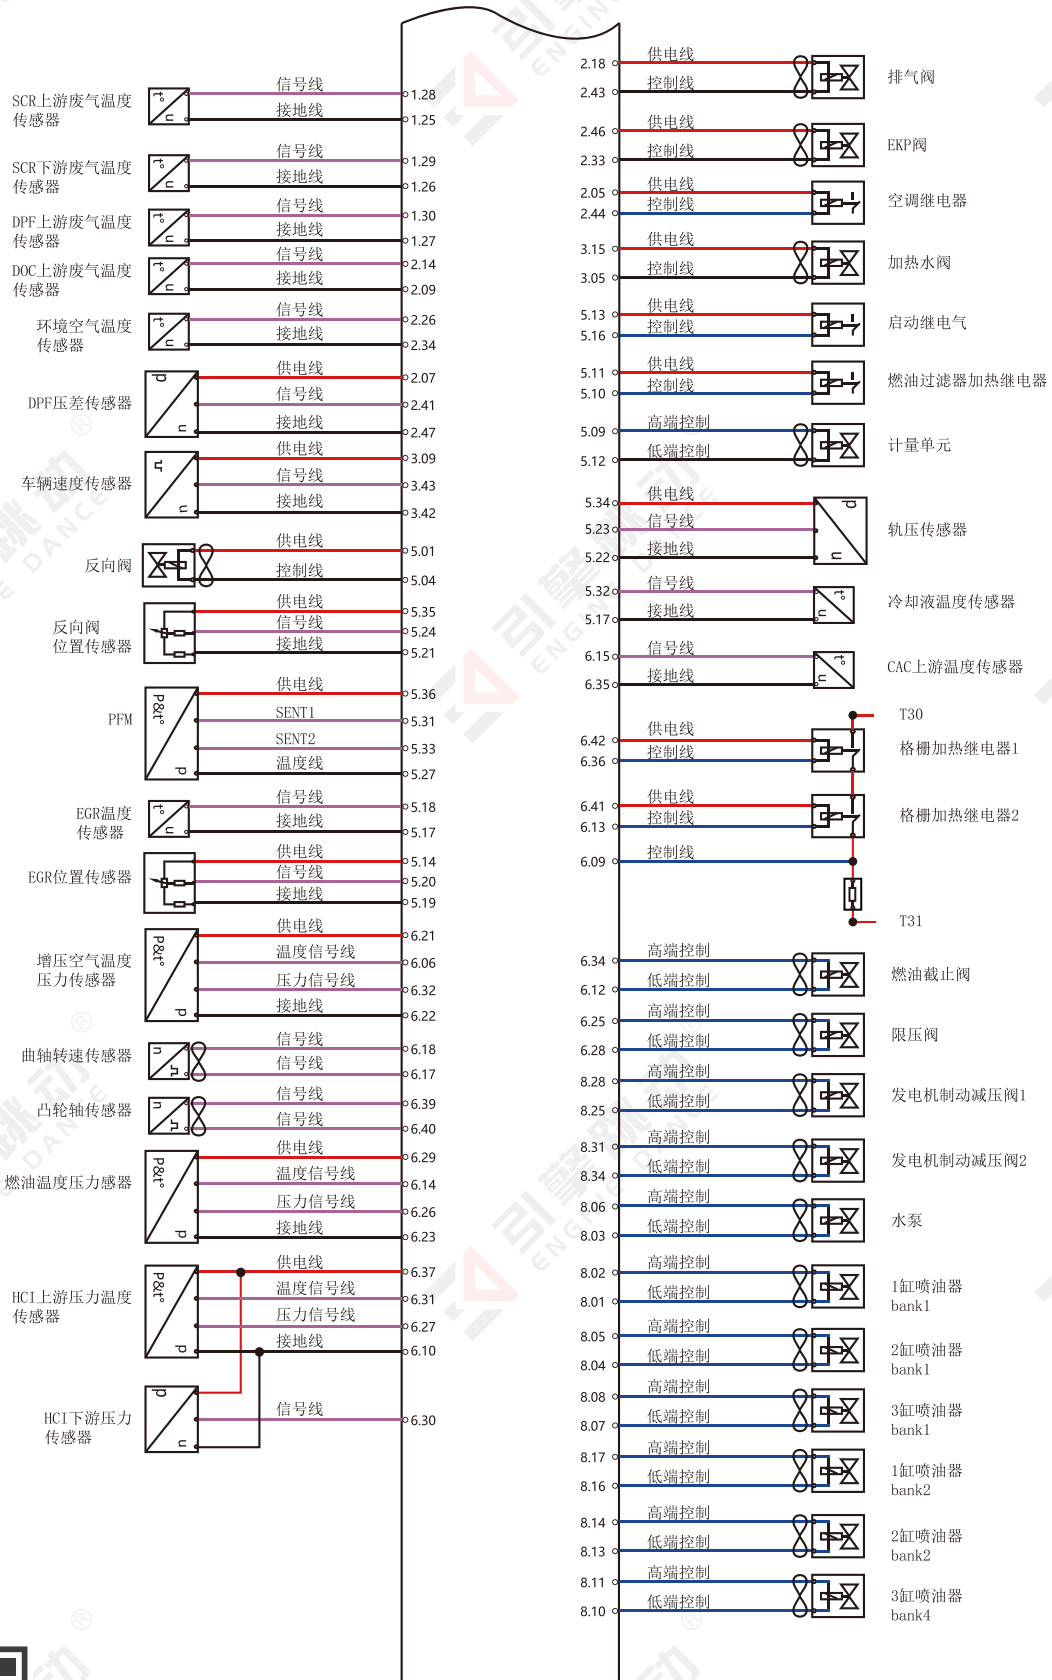 SCR上游废气温度
传感器
信号线
1.28
接地线
1.25
t°
u
SCR下游废气温度
传感器
信号线
1.29
接地线
1.26
t°
u
DPF上游废气温度
传感器
信号线
1.30
接地线
1.27
t°
u
DOC上游废气温度
传感器
信号线
2.14
接地线
2.09
t°
u
环境空气温度
传感器
信号线
2.26
接地线
2.34
t°
u
DPF压差传感器
供电线
2.07
信号线
2.41
接地线
2.47
p
u
车辆速度传感器
供电线
3.09
信号线
3.43
接地线
3.42
u
反向阀
供电线
5.01
控制线
5.04
反向阀
位置传感器
供电线
5.35
信号线
5.24
接地线
5.21
PFM
供电线
5.36
SENT1
5.31
SENT2
5.33
温度线
5.27
P&t°
p
EGR温度
传感器
信号线
5.18
接地线
5.17
t°
u
EGR位置传感器
供电线
5.14
信号线
5.20
接地线
5.19
增压空气温度
压力传感器
供电线
6.21
温度信号线
6.06
压力信号线
6.32
接地线
6.22
P&t°
p
曲轴转速传感器
信号线
6.18
信号线
6.17
n
凸轮轴传感器
信号线
6.39
信号线
6.40
n
燃油温度压力感器
供电线
6.29
温度信号线
6.14
压力信号线
6.26
接地线
6.23
P&t°
p
HCI上游压力温度
传感器
供电线
6.37
温度信号线
6.31
压力信号线
6.27
接地线
6.10
P&t°
p
HCI下游压力
传感器
信号线
6.30
p
u
2.18
供电线
2.43
控制线
排气阀
2.46
供电线
2.33
控制线
EKP阀
2.05
供电线
2.44
控制线
空调继电器
3.15
供电线
3.05
控制线
加热水阀
5.13
供电线
5.16
控制线
启动继电气
5.11
供电线
5.10
控制线
燃油过滤器加热继电器
5.09
高端控制
5.12
低端控制
计量单元
5.34
供电线
5.23
信号线
5.22
接地线
p
u
轨压传感器
5.32
信号线
5.17
接地线
t°
u
冷却液温度传感器
6.15
信号线
6.35
接地线
t°
u
CAC上游温度传感器
T30
6.42
供电线
6.36
控制线
格栅加热继电器1
6.41
供电线
6.13
控制线
格栅加热继电器2
6.09
控制线
T31
6.34
高端控制
6.12
低端控制
燃油截止阀
6.25
高端控制
6.28
低端控制
限压阀
8.28
高端控制
8.25
低端控制
发电机制动减压阀1
8.31
高端控制
8.34
低端控制
发电机制动减压阀2
8.06
高端控制
8.03
低端控制
水泵
8.02
高端控制
8.01
低端控制
1缸喷油器
bank1
8.05
高端控制
8.04
低端控制
2缸喷油器
bank1
8.08
高端控制
8.07
低端控制
3缸喷油器
bank1
8.17
高端控制
8.16
低端控制
1缸喷油器
bank2
8.14
高端控制
8.13
低端控制
2缸喷油器
bank2
8.11
高端控制
8.10
低端控制
3缸喷油器
bank4
引擎跳动
ENGINE DANCE
®